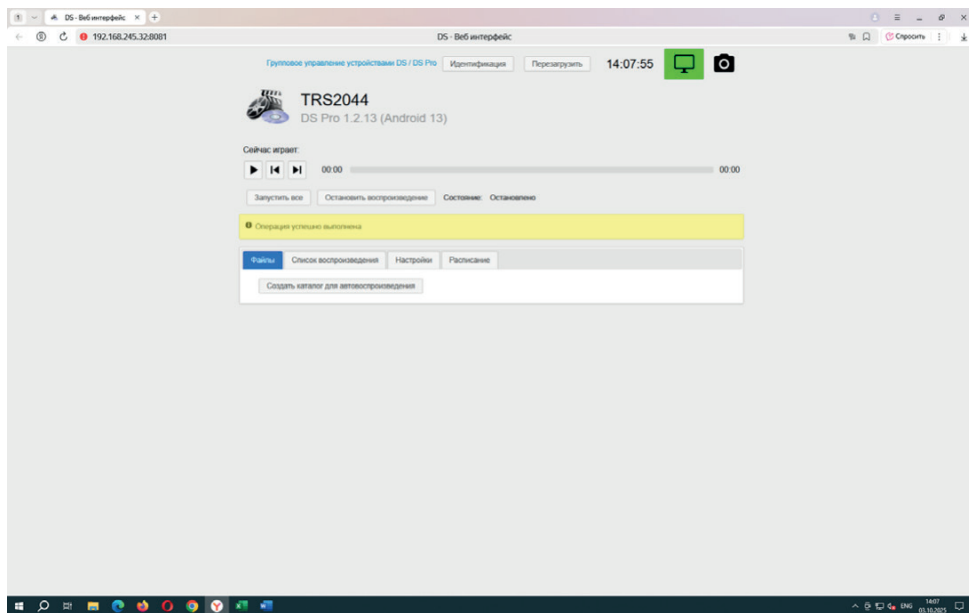 DS - Веб интерфейс
192.168.245.32:8081 DS - Веб интерфейс Спросить
Групповое управление устройствами DS / DS Pro Идентификация Перезагрузить 14:07:55
TRS2044
DS Pro 1.2.13 (Android 13)
Сейчас играет:
00:00 00:00
Запустить все Остановить воспроизведение Состояние: Остановлено
Операция успешно выполнена
Файлы Список воспроизведения Настройки Расписание
Создать каталог для автовоспроизведения
ENG 14:07
03.10.2025